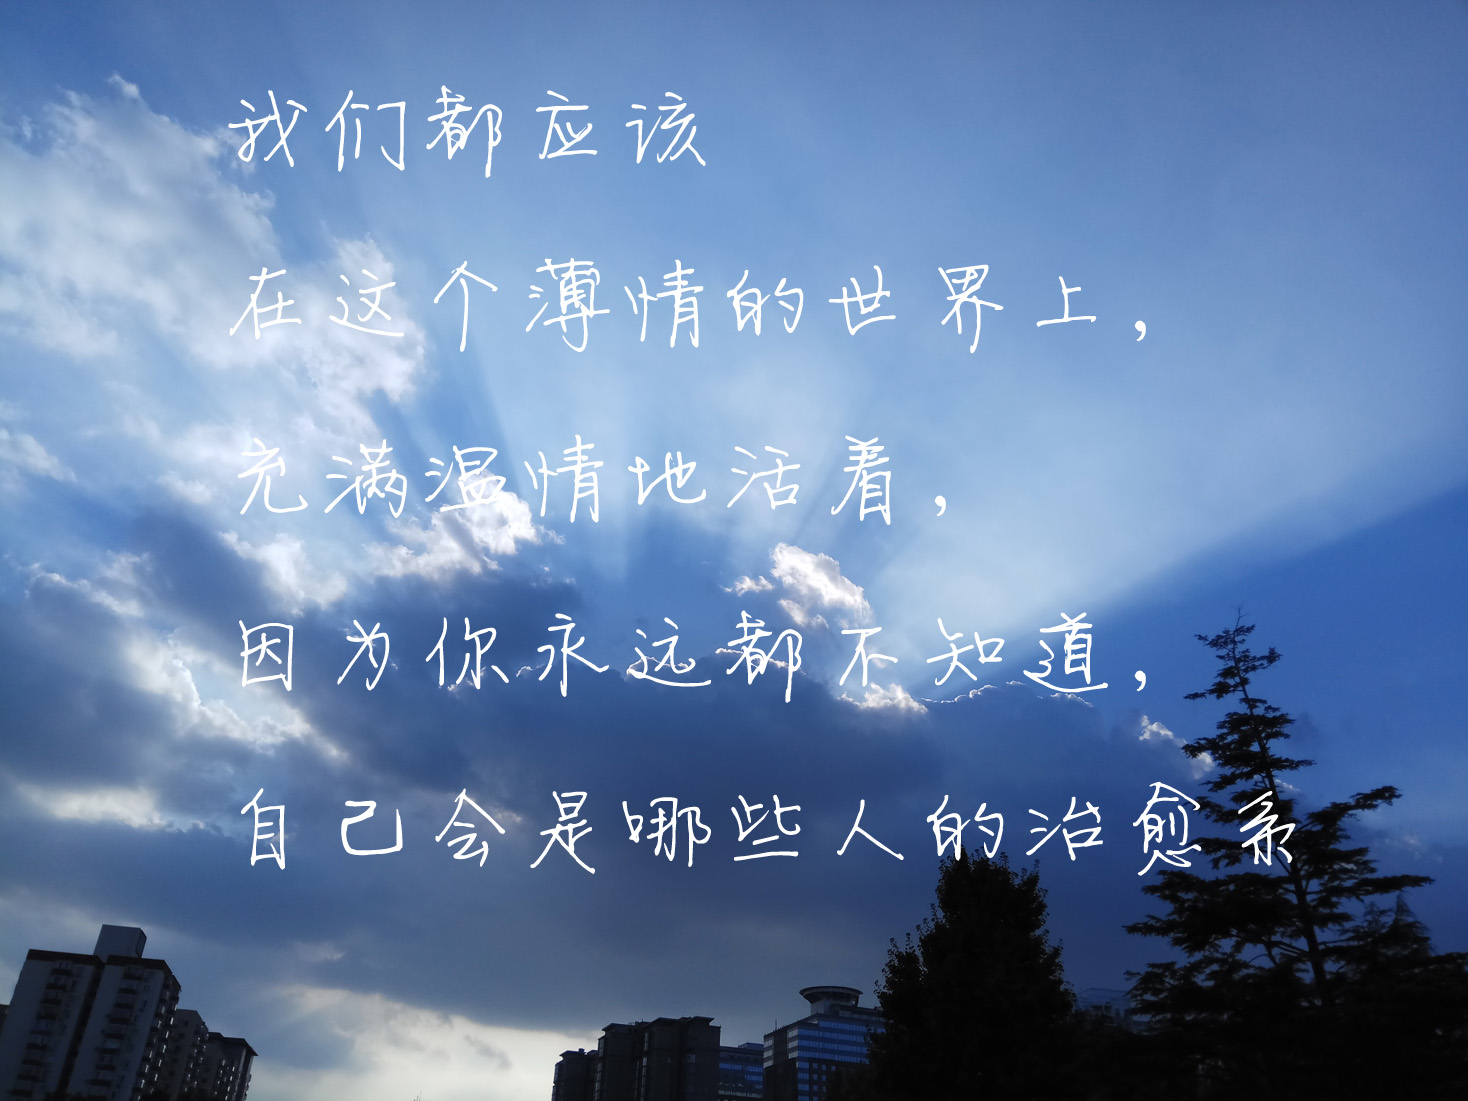 我们都应该
在这个薄情的世界上，
充满温情地活着，
因为你永远都不知道，
自己会是哪些人的治愈系